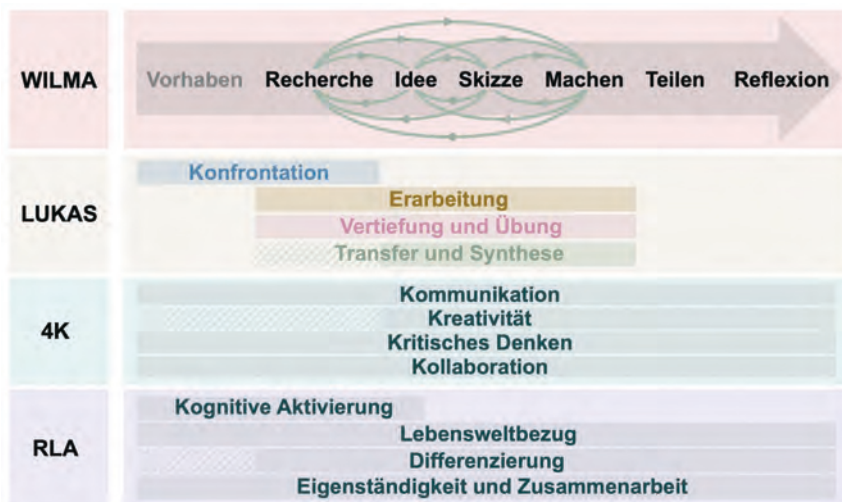 WILMA
Vorhaben Recherche Idee Skizze Machen Teilen Reflexion
LUKAS
Konfrontation
Erarbeitung
Vertiefung und Übung
Transfer und Synthese
4K
Kommunikation
Kreativität
Kritisches Denken
Kollaboration
RLA
Kognitive Aktivierung
Lebensweltbezug
Differenzierung
Eigenständigkeit und Zusammenarbeit